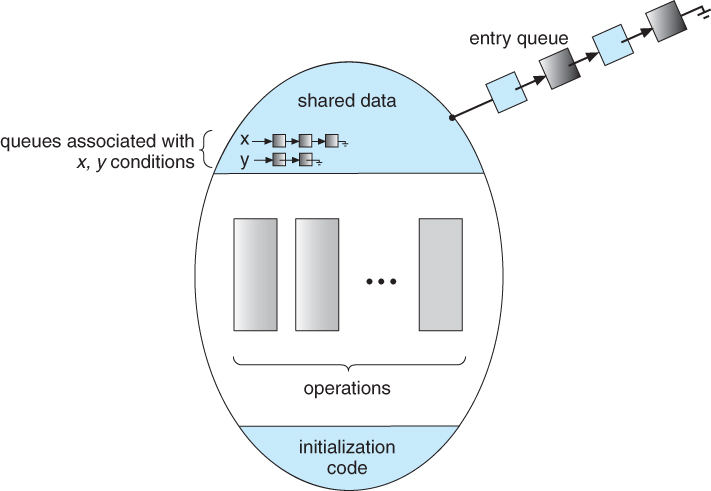 entry queue
shared data
queues associated with
x, y conditions
x
y
operations
initialization
code